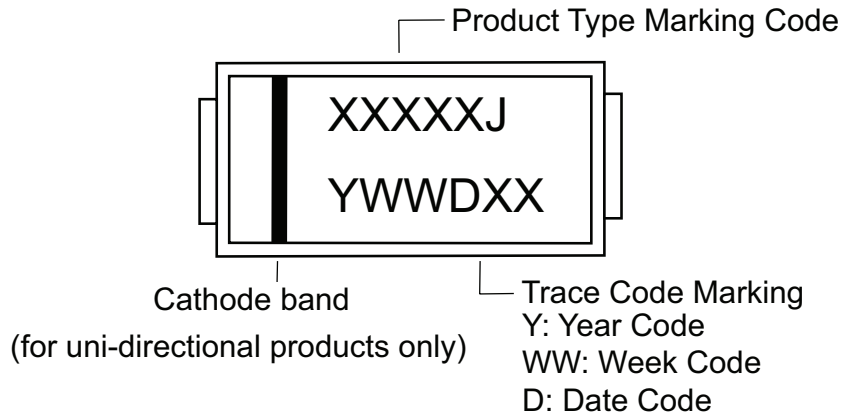 Product Type Marking Code
XXXXXJ
YWWDXX
Cathode band
(for uni-directional products only)
Trace Code Marking
Y: Year Code
WW: Week Code
D: Date Code